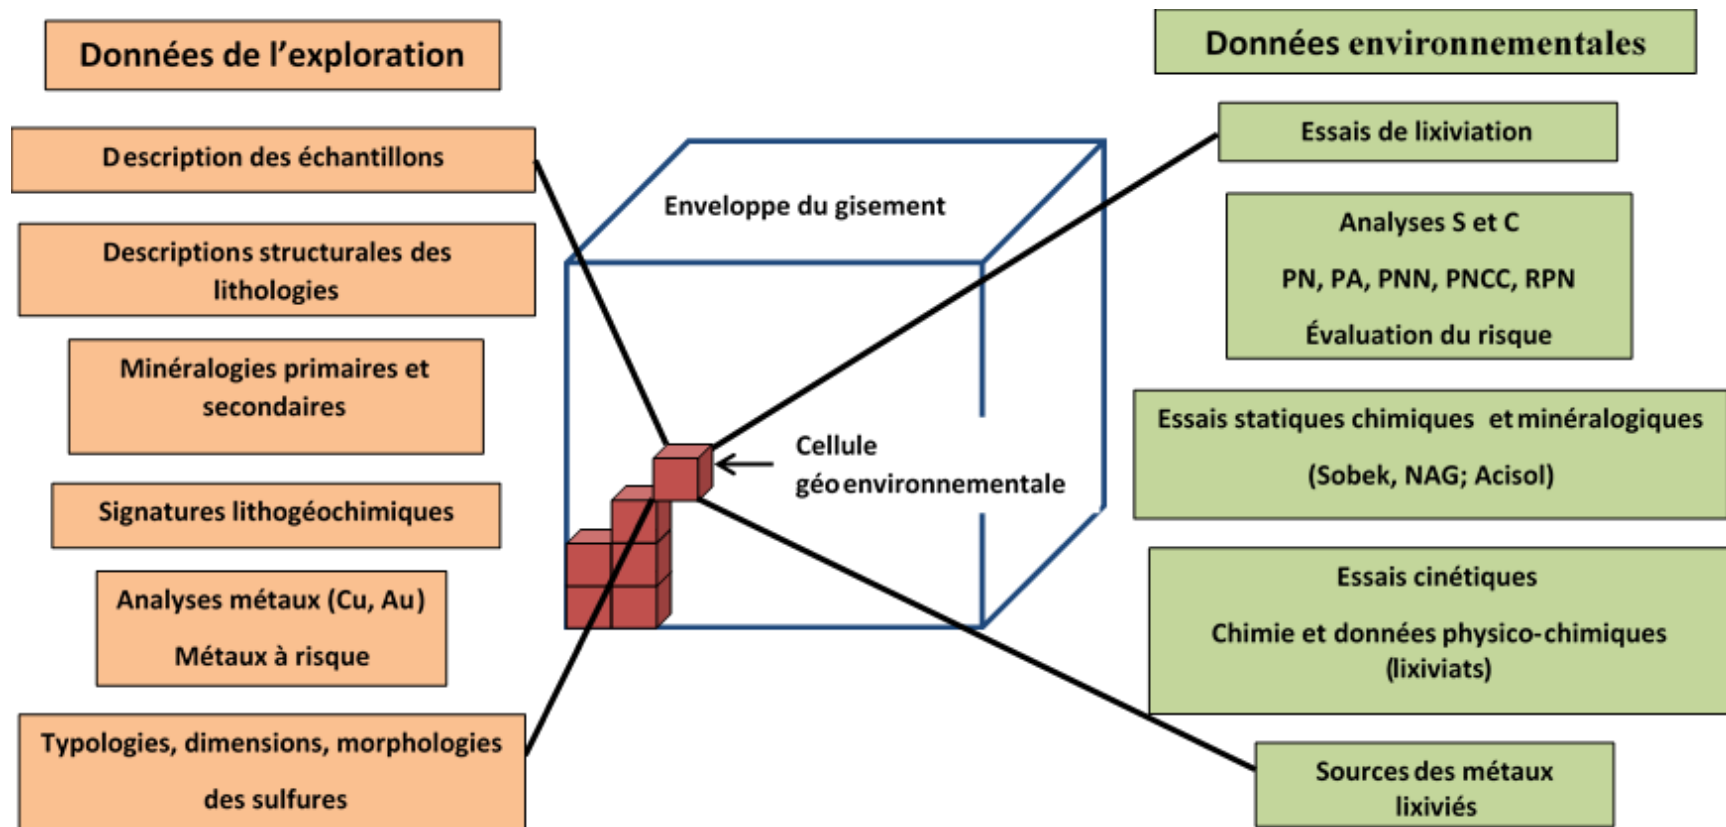 Données de l’exploration
Description des échantillons
Descriptions structurales des
lithologies
Minéralogies primaires et
secondaires
Signatures lithogéochimiques
Analyses métaux (Cu, Au)
Métaux à risque
Typologies, dimensions, morphologies
des sulfures
Enveloppe du gisement
Cellule
géo environnementale
Données environnementales
Essais de lixiviation
Analyses S et C
PN, PA, PNN, PNCC, RPN
Évaluation du risque
Essais statiques chimiques et minéralogiques
(Sobek, NAG; Acisol)
Essais cinétiques
Chimie et données physico-chimiques
(lixiviats)
Sources des métaux
lixiviés